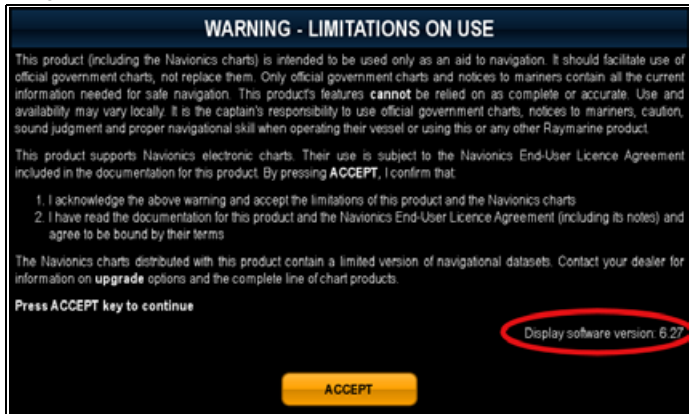 WARNING - LIMITATIONS ON USE
This product (including the Navionics charts) is intended to be used only as an aid to navigation. It should facilitate use of
official government charts, not replace them. Only official government charts and notices to mariners contain all the current
information needed for safe navigation. This product's features cannot be relied on as complete or accurate. Use and
availability may vary locally. It is the captain's responsibility to use official government charts, notices to mariners, caution,
sound judgment and proper navigational skill when operating their vessel or using this or any other Raymarine product.
This product supports Navionics electronic charts. Their use is subject to the Navionics End-User Licence Agreement
included in the documentation for this product. By pressing ACCEPT, I confirm that:
1. I acknowledge the above warning and accept the limitations of this product and the Navionics charts
2. I have read the documentation for this product and the Navionics End-User Licence Agreement (including its notes) and
agree to be bound by their terms
The Navionics charts distributed with this product contain a limited version of navigational datasets. Contact your dealer for
information on upgrade options and the complete line of chart products.
Press ACCEPT key to continue
Display software version: 6.27
ACCEPT